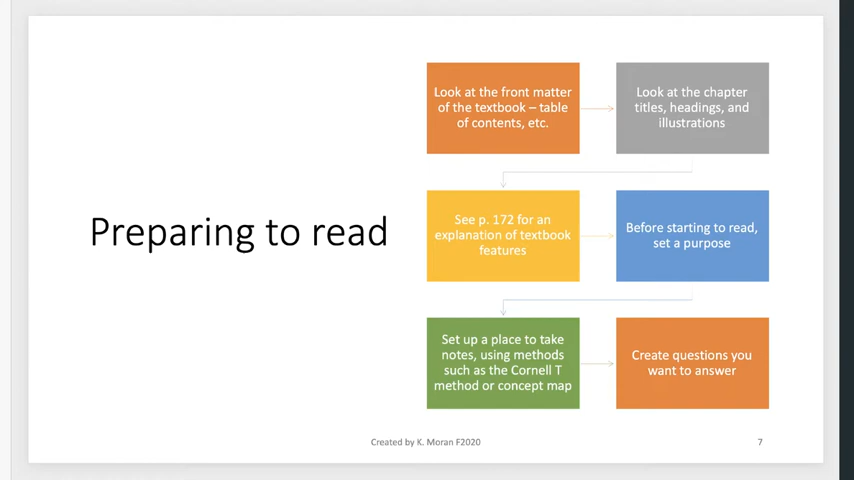 Preparing to read
Look at the front matter
of the textbook – table
of contents, etc.
Look at the chapter
titles, headings, and
illustrations
See p. 172 for an
explanation of textbook
features
Before starting to read,
set a purpose
Set up a place to take
notes, using methods
such as the Cornell T
method or concept map
Create questions you
want to answer
Created by K. Moran F2020
7